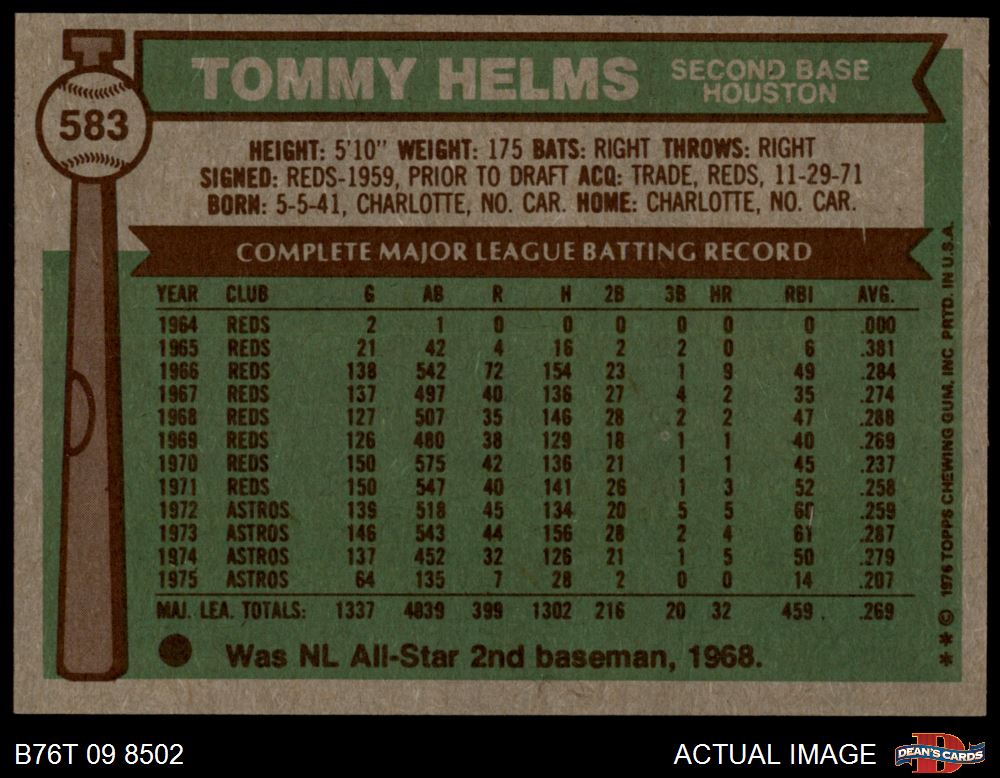 T
583
TOMMY HELMS
SECOND BASE
HOUSTON
HEIGHT: 5'10" WEIGHT: 175 BATS: RIGHT THROWS: RIGHT
SIGNED: REDS-1959, PRIOR TO DRAFT ACQ: TRADE, REDS, 11-29-71
BORN: 5-5-41, CHARLOTTE, NO. CAR. HOME: CHARLOTTE, NO. CAR.
COMPLETE MAJOR LEAGUE BATTING RECORD
YEAR CLUB G AB R H 2B 3B HR RBI AVG.
1964 REDS 2 1 0 0 0 0 0 0 .000
1965 REDS 21 42 4 16 2 2 0 6 .381
1966 REDS 138 542 72 154 23 1 9 49 .284
1967 REDS 137 497 40 136 27 4 2 35 .274
1968 REDS 127 507 35 146 28 2 2 47 .288
1969 REDS 126 480 38 129 18 1 1 40 .269
1970 REDS 150 575 42 136 21 1 1 45 .237
1971 REDS 150 547 40 141 26 1 3 52 .258
1972 ASTROS 139 518 45 134 20 5 5 60 .259
1973 ASTROS 146 543 44 156 28 2 4 61 .287
1974 ASTROS 137 452 32 126 21 1 5 50 .279
1975 ASTROS 64 135 7 28 2 0 0 14 .207
MAJ. LEA. TOTALS: 1337 4839 399 1302 216 20 32 459 .269
Was NL All-Star 2nd baseman, 1968.
* * © 1976 TOPPS CHEWING GUM, INC PRTD. IN U.S.A.
B76T 09 8502
ACTUAL IMAGE
DEAN'S CARDS